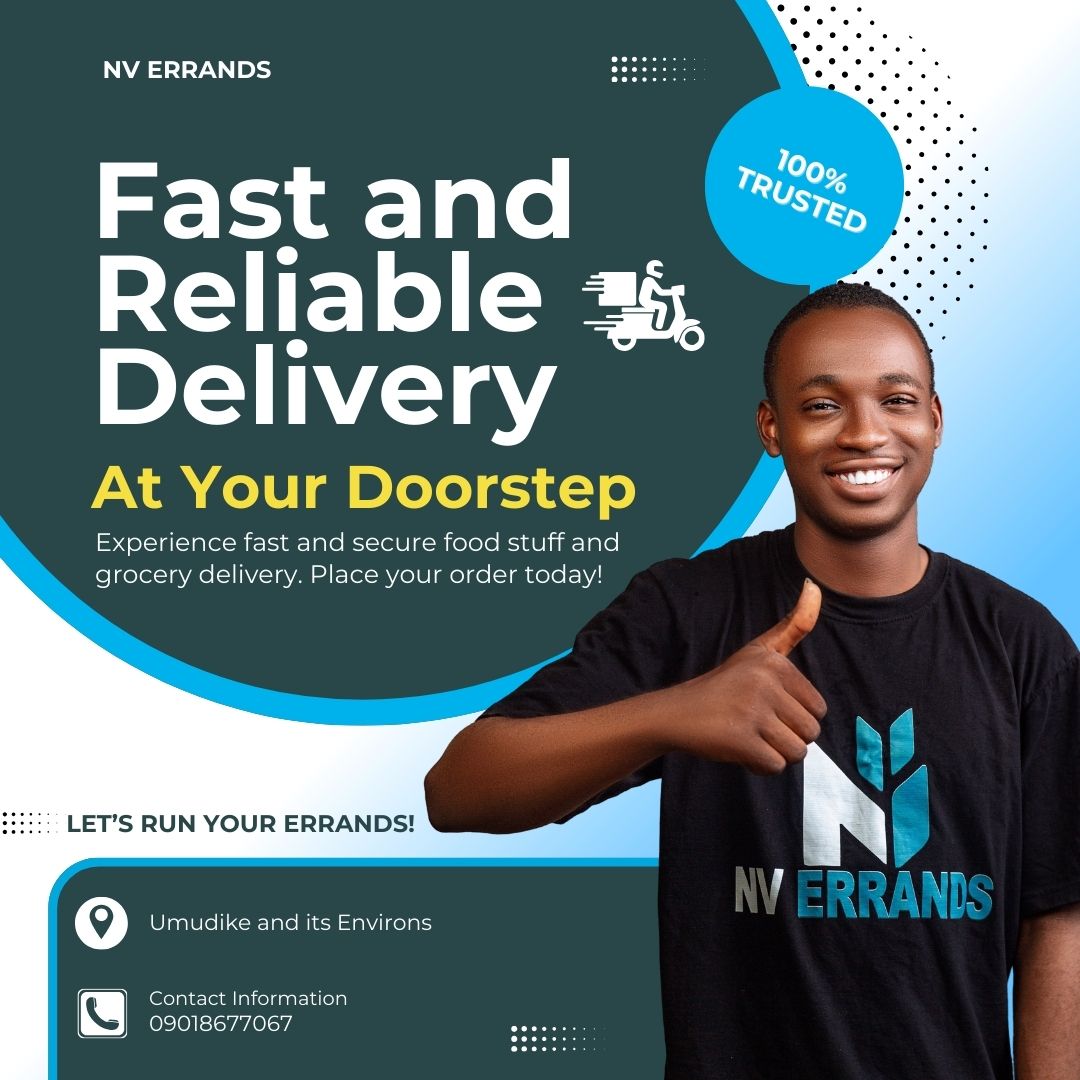 NV ERRANDS
100%
TRUSTED
Fast and
Reliable
Delivery
At Your Doorstep
Experience fast and secure food stuff and
grocery delivery. Place your order today!
LET’S RUN YOUR ERRANDS!
Umudike and its Environs
Contact Information
09018677067
NV ERRANDS